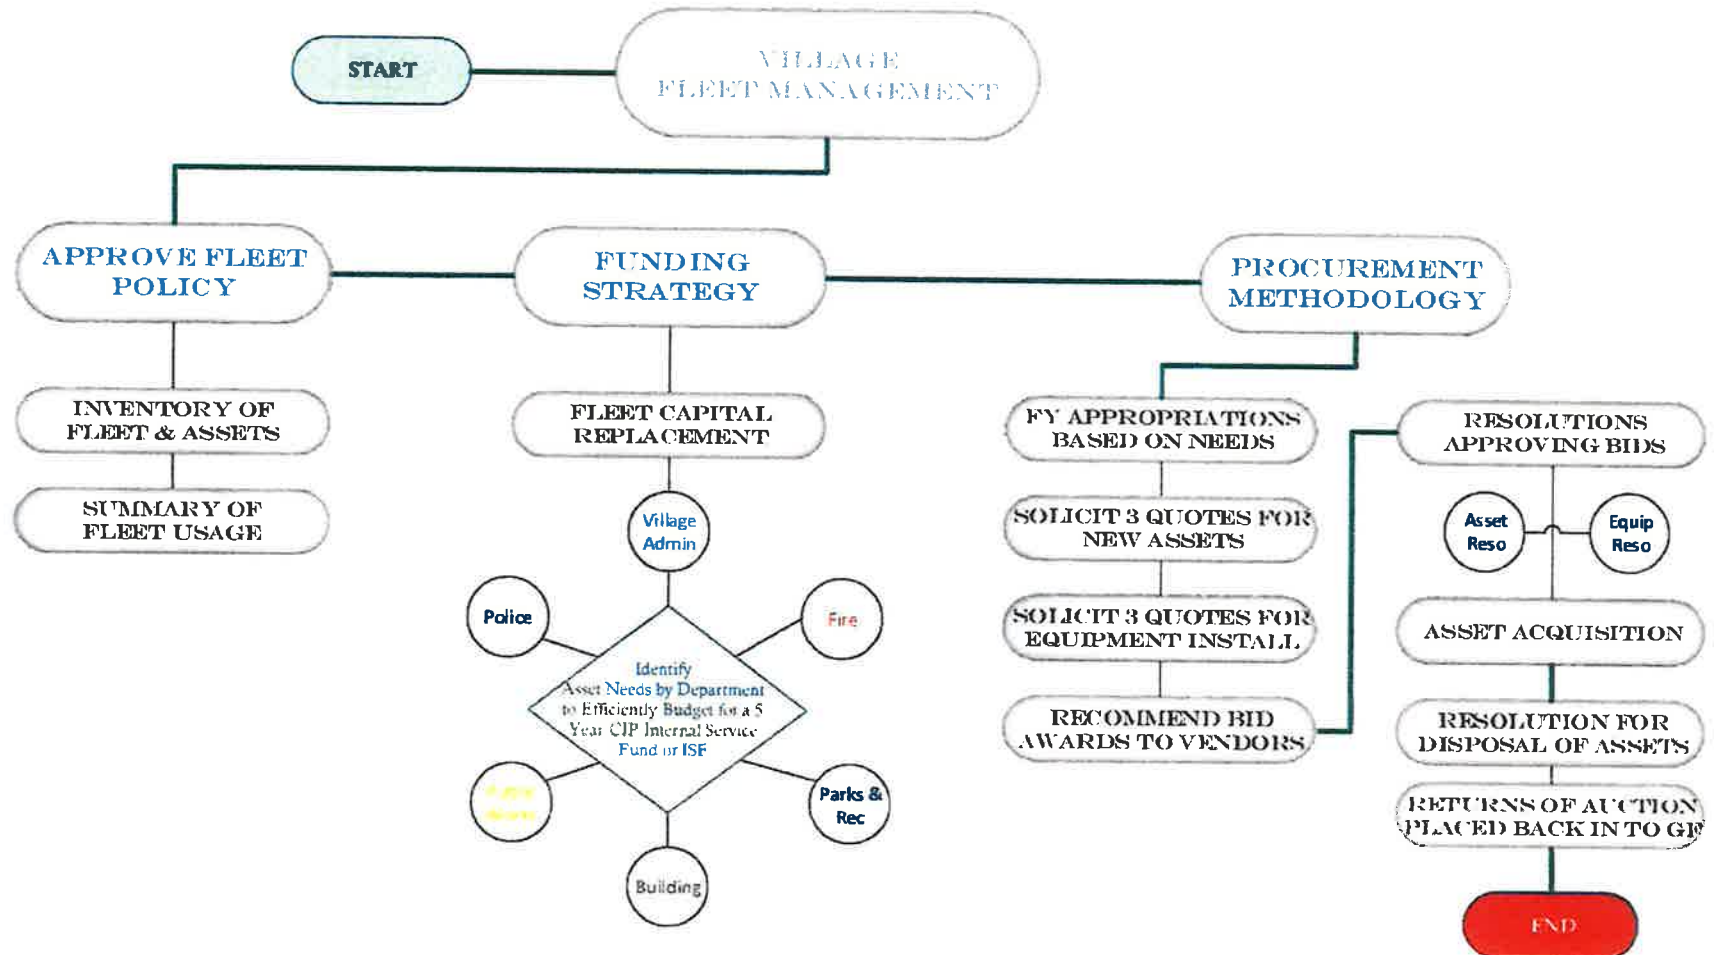 START
VILLAGE
FLEET MANAGEMENT
APPROVE FLEET
POLICY
FUNDING
STRATEGY
PROCUREMENT
METHODOLOGY
INVENTORY OF
FLEET & ASSETS
SUMMARY OF
FLEET USAGE
FLEET CAPITAL
REPLACEMENT
Village
Admin
Police
Fire
Identify
Asset Needs by Department
to Efficiently Budget for a 5
Year CIP Internal Service
Fund or ISF
Parks &
Rec
Building
FY APPROPRIATIONS
BASED ON NEEDS
SOLICIT 3 QUOTES FOR
NEW ASSETS
SOLICIT 3 QUOTES FOR
EQUIPMENT INSTALL
RECOMMEND BID
AWARDS TO VENDORS
RESOLUTIONS
APPROVING BIDS
Asset
Reso
Equip
Reso
ASSET ACQUISITION
RESOLUTION FOR
DISPOSAL OF ASSETS
RETURNS OF AUCTION
PLACED BACK IN TO GF
END